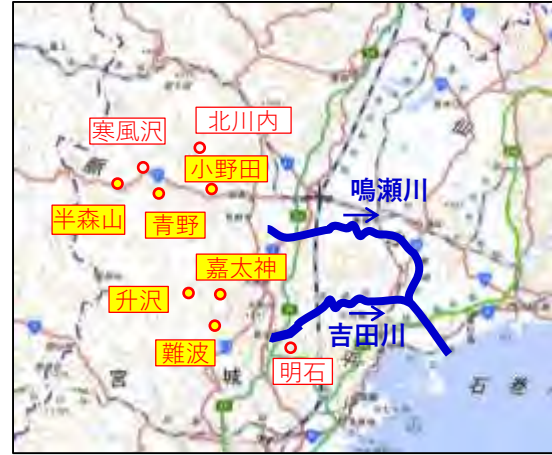 北川内
寒風沢
小野田
半森山
青野
鳴瀬川
嘉太神
升沢
吉田川
難波
明石
宮
城
石
巻